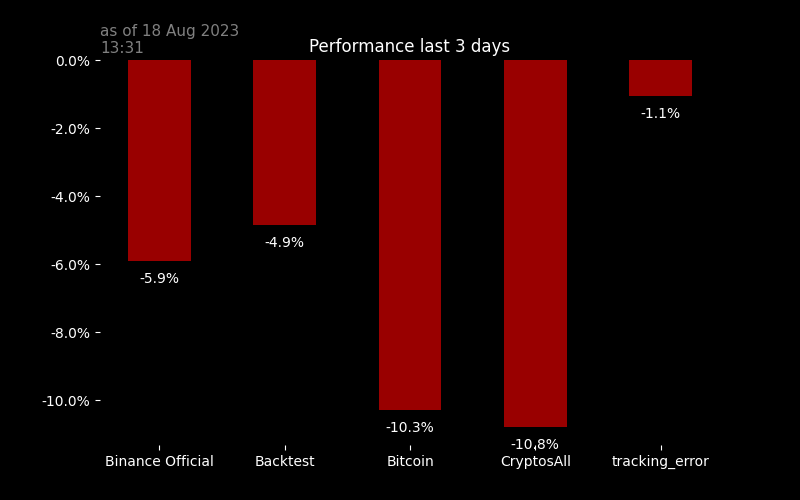 as of 18 Aug 2023
13:31
Performance last 3 days
0.0%
-2.0%
-4.0%
-6.0%
-8.0%
-10.0%
-5.9%
-4.9%
-10.3%
-10.8%
-1.1%
Binance Official
Backtest
Bitcoin
CryptosAll
tracking_error